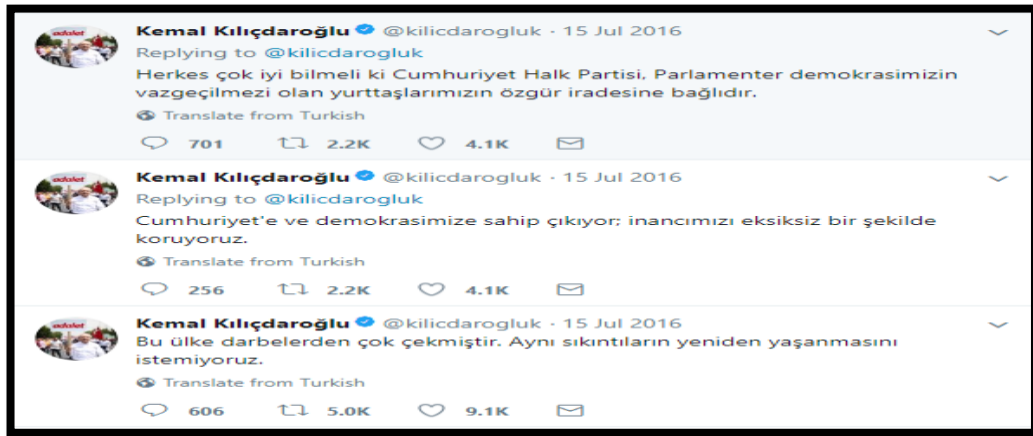 Kemal Kılıçdaroğlu @kilicdarogluk · 15 Jul 2016
Replying to @kilicdarogluk
Herkes çok iyi bilmeli ki Cumhuriyet Halk Partisi, Parlamenter demokrasimizin
vazgeçilmezi olan yurttaşlarımızın özgür iradesine bağlıdır.
Translate from Turkish
701 2.2K 4.1K
Kemal Kılıçdaroğlu @kilicdarogluk · 15 Jul 2016
Replying to @kilicdarogluk
Cumhuriyet'e ve demokrasimize sahip çıkıyor; inancımızı eksiksiz bir şekilde
koruyoruz.
Translate from Turkish
256 2.2K 4.1K
Kemal Kılıçdaroğlu @kilicdarogluk · 15 Jul 2016
Bu ülke darbelerden çok çekmiştir. Aynı sıkıntıların yeniden yaşanmasını
istemiyoruz.
Translate from Turkish
606 5.0K 9.1K
adalet
adalet
adalet